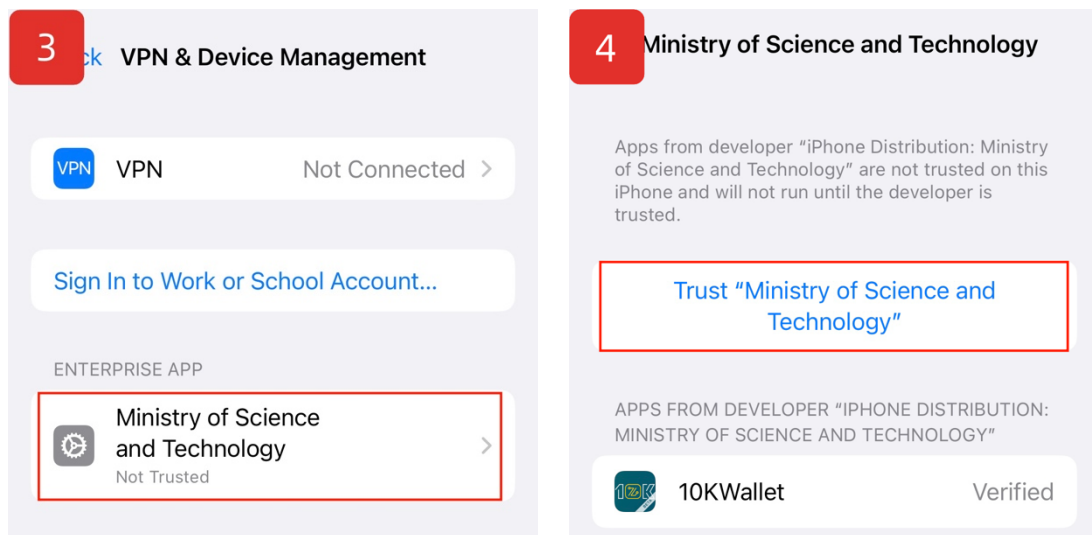 3
ck VPN & Device Management
VPN VPN Not Connected
Sign In to Work or School Account...
ENTERPRISE APP
Ministry of Science
and Technology
Not Trusted
4
Ministry of Science and Technology
Apps from developer “iPhone Distribution: Ministry
of Science and Technology” are not trusted on this
iPhone and will not run until the developer is
trusted.
Trust “Ministry of Science and
Technology”
APPS FROM DEVELOPER “IPHONE DISTRIBUTION:
MINISTRY OF SCIENCE AND TECHNOLOGY”
10K 10KWallet Verified